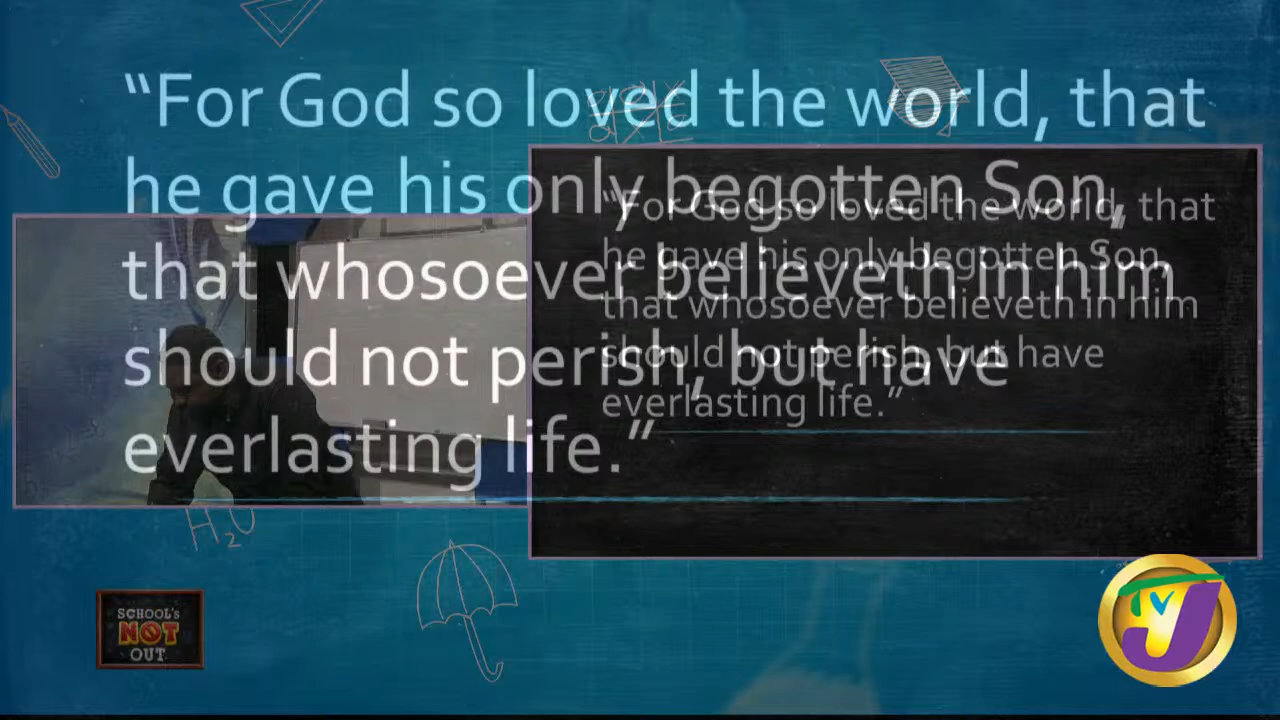 “For God so loved the world, that
he gave his only begotten Son,
that whosoever believeth in him
should not perish, but have
everlasting life.”
“For God so loved the world, that
he gave his only begotten Son,
that whosoever believeth in him
should not perish, but have
everlasting life.”
H₂O
SCHOOL'S
NOT
OUT
TVJ